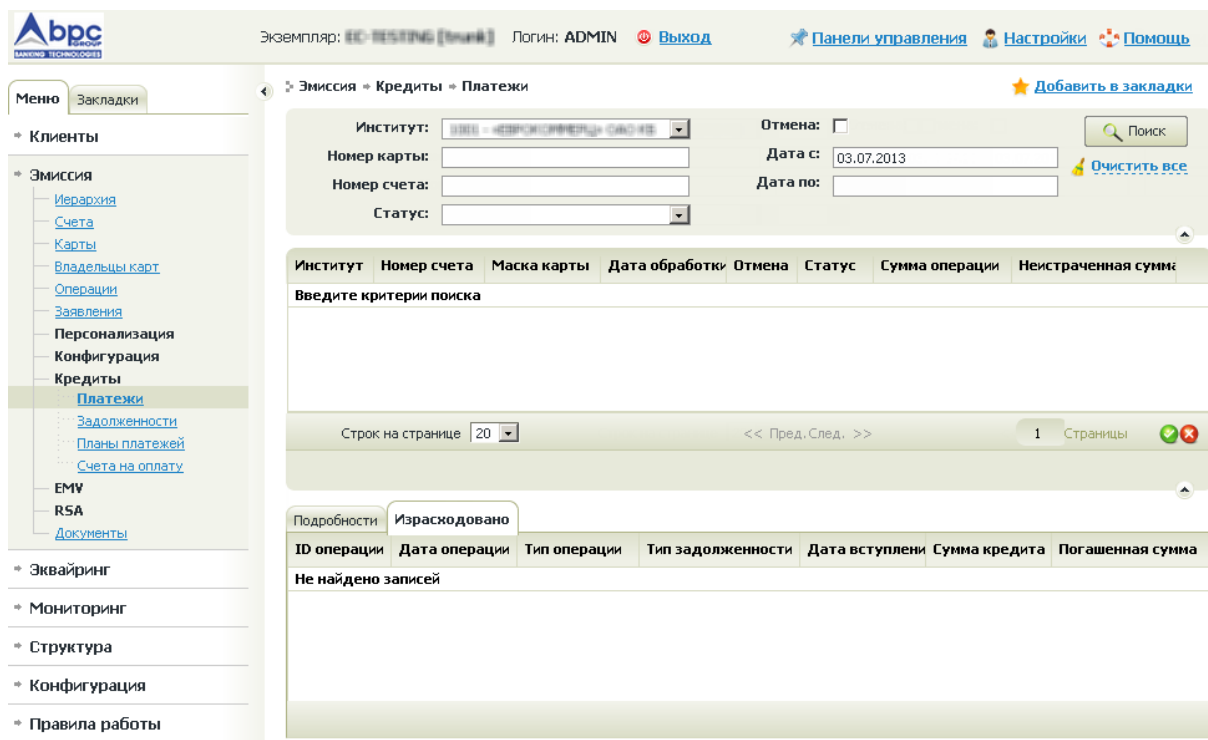 bpc
GROUP
BANKING TECHNOLOGIES
Экземпляр: Логин: ADMIN Выход Панели управления Настройки Помощь
Меню Закладки
Клиенты
Эмиссия
Иерархия
Счета
Карты
Владельцы карт
Операции
Заявления
Персонализация
Конфигурация
Кредиты
Платежи
Задолженности
Планы платежей
Счета на оплату
EMV
RSA
Документы
Эквайринг
Мониторинг
Структура
Конфигурация
Правила работы
Эмиссия Кредиты Платежи Добавить в закладки
Институт: Отмена: Поиск
Номер карты: Дата с: 03.07.2013 Очистить все
Номер счета: Дата по:
Статус:
Институт Номер счета Маска карты Дата обработки Отмена Статус Сумма операции Неистраченная сумма
Введите критерии поиска
Строк на странице 20 << Пред. След. >> 1 Страницы
Подробности Израсходовано
ID операции Дата операции Тип операции Тип задолженности Дата вступлени Сумма кредита Погашенная сумма
Не найдено записей